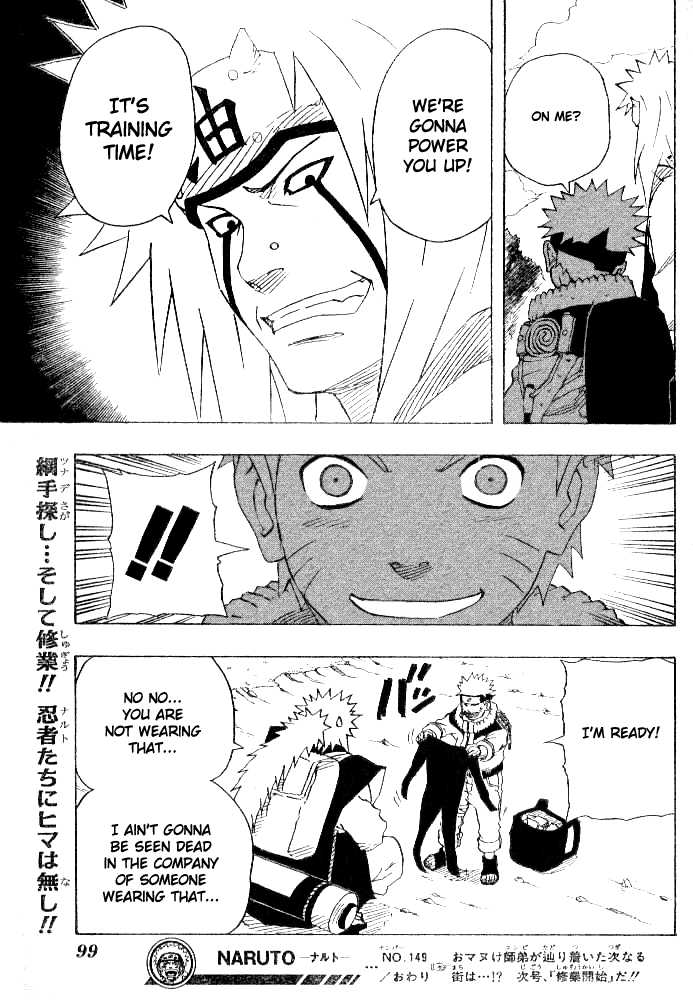 ON ME?
WE'RE
GONNA
POWER
YOU UP!
IT'S
TRAINING
TIME!
油
!!
I'M READY!
バッ
NO NO...
YOU ARE
NOT WEARING
THAT...
I AIN'T GONNA
BE SEEN DEAD
IN THE COMPANY
OF SOMEONE
WEARING THAT...
綱手探し…そして修業!! 忍者たちにヒマは無し!!
99
NARUTO —ナルト—
NO.149
…
／おわり
おマヌけ師弟が辿り着いた次なる
街は…!? 次号、「修業開始」だ!!